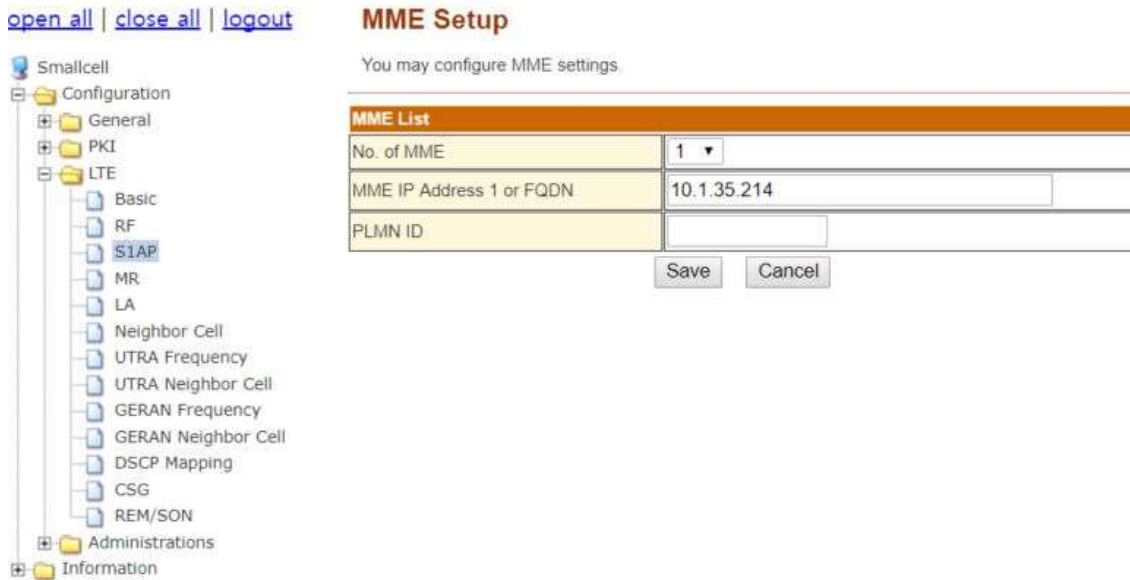 open all | close all | logout
Smallcell
Configuration
General
PKI
LTE
Basic
RF
S1AP
MR
LA
Neighbor Cell
UTRA Frequency
UTRA Neighbor Cell
GERAN Frequency
GERAN Neighbor Cell
DSCP Mapping
CSG
REM/SON
Administrations
Information
MME Setup
You may configure MME settings.
MME List
No. of MME 1
MME IP Address 1 or FQDN 10.1.35.214
PLMN ID
Save Cancel